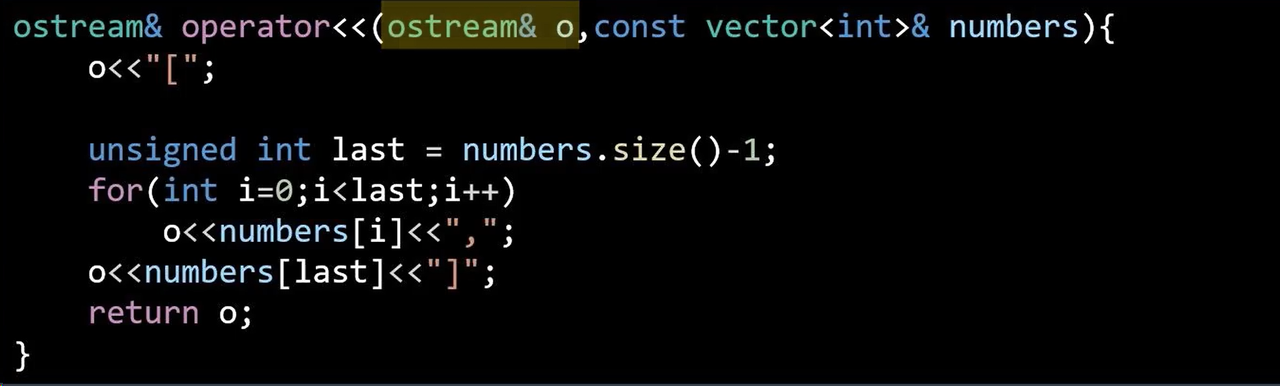 ostream& operator<<(ostream& o,const vector<int>& numbers){
    o<<"[";
    unsigned int last = numbers.size()-1;
    for(int i=0;i<last;i++)
        o<<numbers[i]<<",";
    o<<numbers[last]<<"]";
    return o;
}